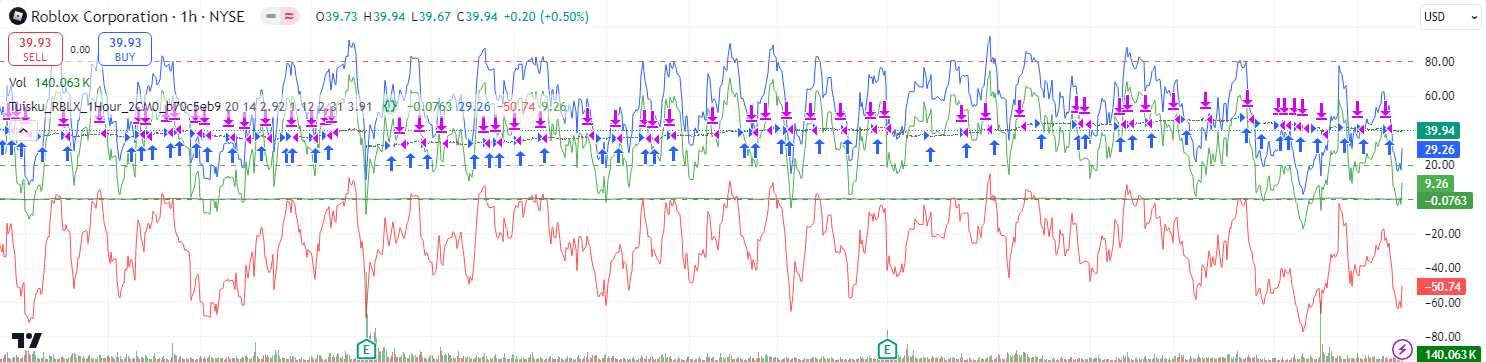 Roblox Corporation · 1h · NYSE O39.73 H39.94 L39.67 C39.94 +0.20 (+0.50%)
USD
39.93 SELL
0.00
39.93 BUY
Vol 140.063 K
20 14 2.92 1.12 2.31 3.91 −0.0763 29.26 −50.74 9.26
80.00
60.00
39.94
29.26
20.00
9.26
−0.0763
−20.00
−40.00
−50.74
−60.00
−80.00
140.063 K
E
E